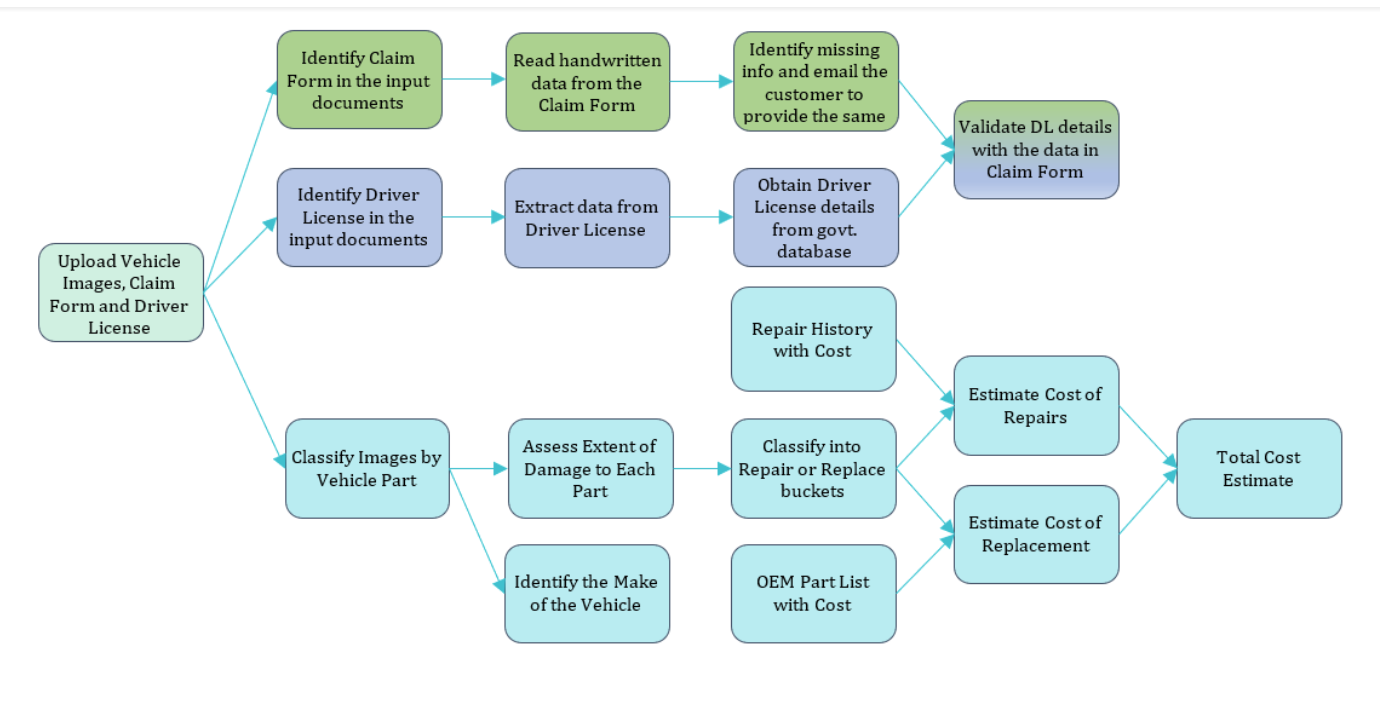 Identify Claim
Form in the input
documents
Read handwritten
data from the
Claim Form
Identify missing
info and email the
customer to
provide the same
Validate DL details
with the data in
Claim Form
Identify Driver
License in the
input documents
Extract data from
Driver License
Obtain Driver
License details
from govt.
database
Upload Vehicle
Images, Claim
Form and Driver
License
Repair History
with Cost
Estimate Cost of
Repairs
Classify Images by
Vehicle Part
Assess Extent of
Damage to Each
Part
Classify into
Repair or Replace
buckets
Total Cost
Estimate
Estimate Cost of
Replacement
Identify the Make
of the Vehicle
OEM Part List
with Cost